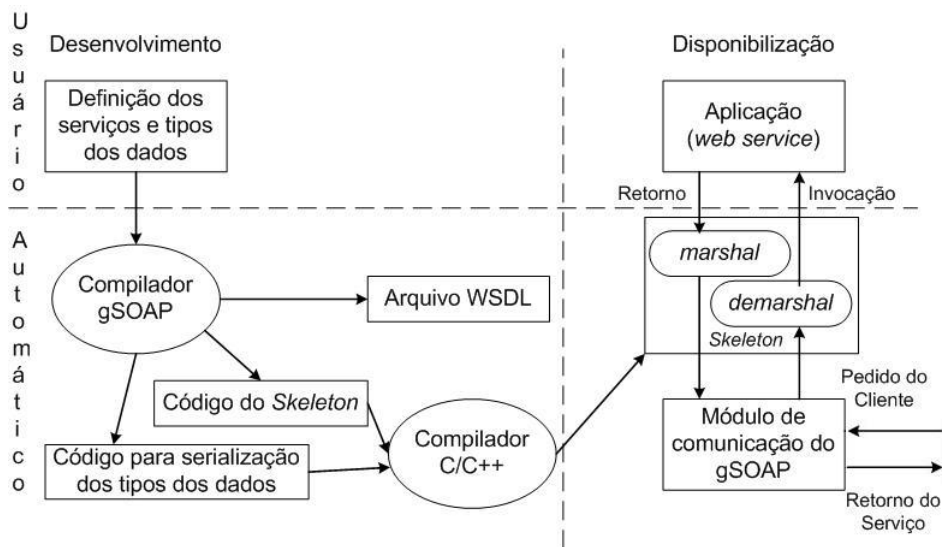 Usuário
Desenvolvimento
Disponibilização
Definição dos
serviços e tipos
dos dados
Aplicação
(web service)
Retorno
Invocação
Automático
Compilador
gSOAP
Arquivo WSDL
marshal
demarshal
Skeleton
Código do Skeleton
Compilador
C/C++
Código para serialização
dos tipos dos dados
Módulo de
comunicação do
gSOAP
Pedido do
Cliente
Retorno do
Serviço